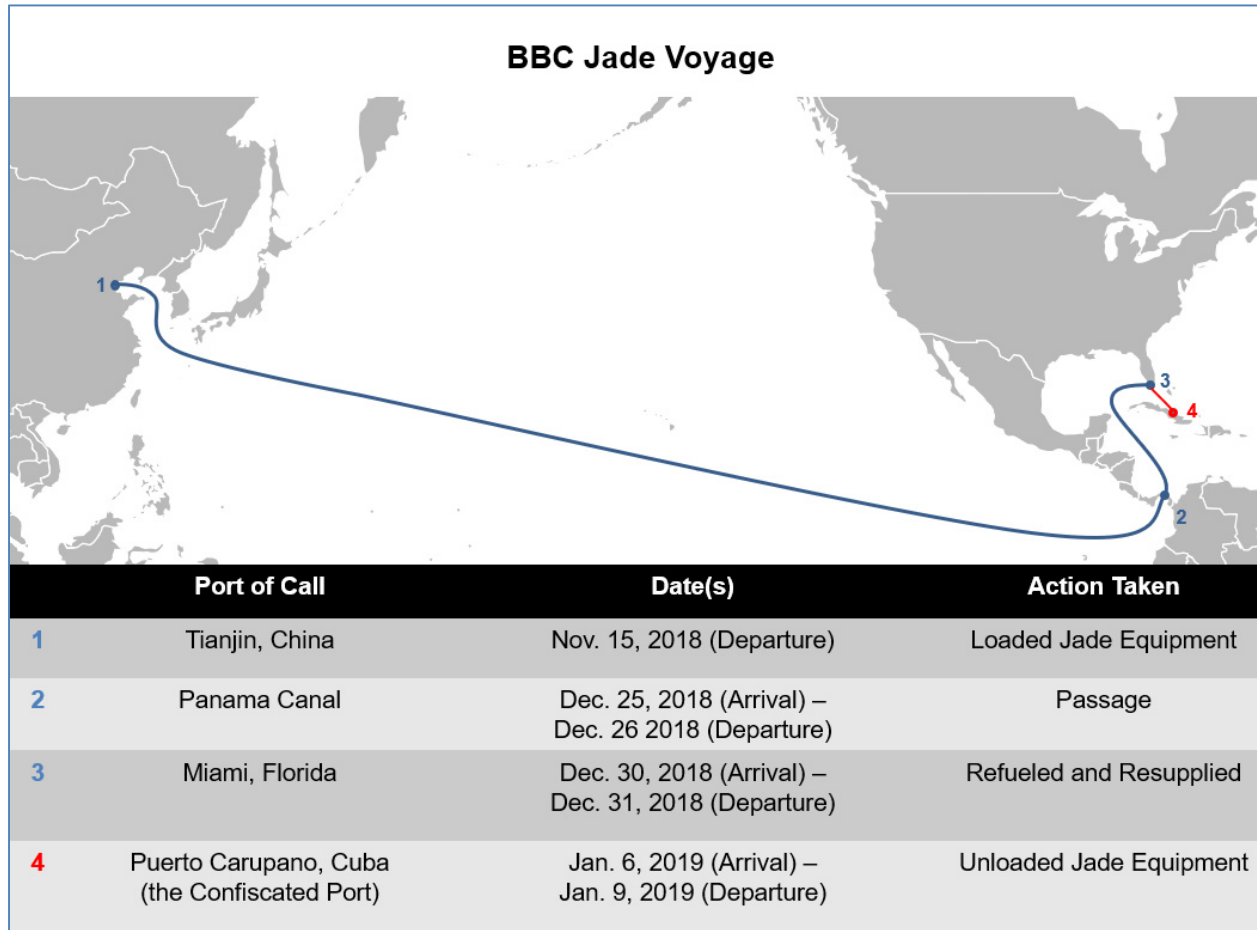 BBC Jade Voyage
1
3
4
2
Port of Call Date(s) Action Taken
1 Tianjin, China Nov. 15, 2018 (Departure) Loaded Jade Equipment
2 Panama Canal Dec. 25, 2018 (Arrival) – Passage
Dec. 26 2018 (Departure)
3 Miami, Florida Dec. 30, 2018 (Arrival) – Refueled and Resupplied
Dec. 31, 2018 (Departure)
4 Puerto Carupano, Cuba Jan. 6, 2019 (Arrival) – Unloaded Jade Equipment
(the Confiscated Port) Jan. 9, 2019 (Departure)